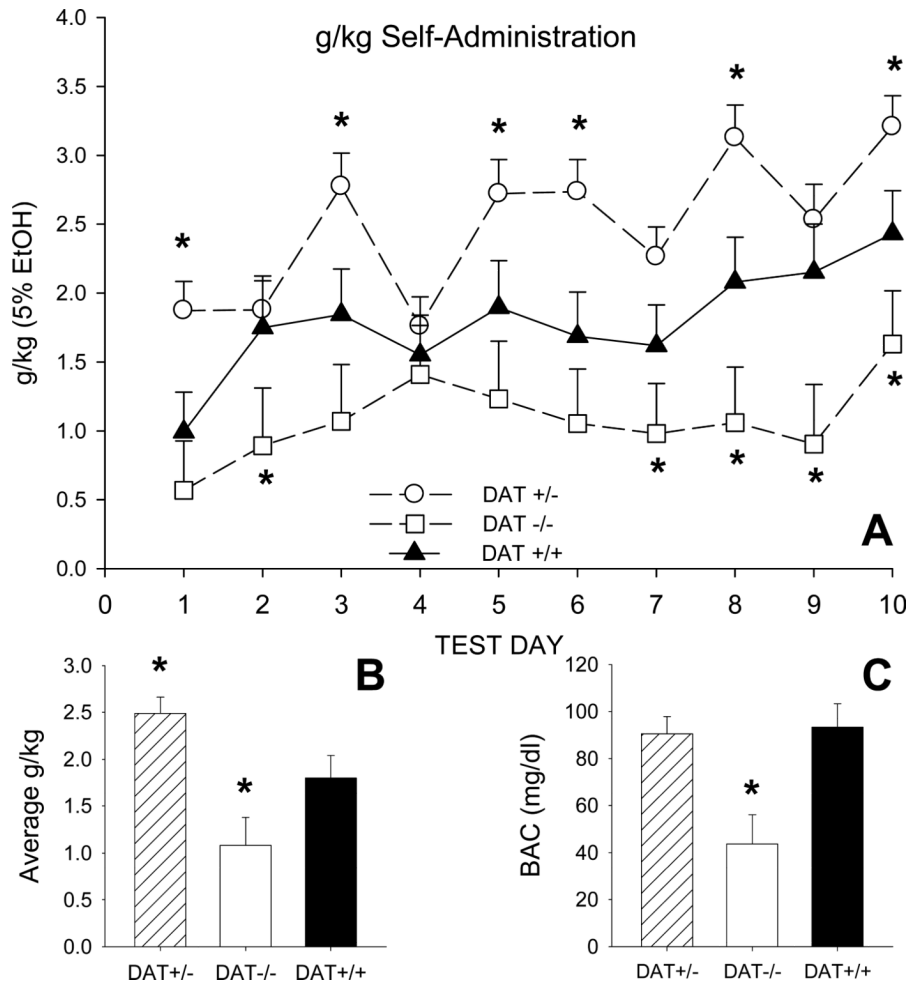 g/kg Self-Administration
4.0
3.5
3.0
2.5
2.0
1.5
1.0
0.5
0.0
g/kg (5% EtOH)
* * * * * *
* * * * *
DAT +/-
DAT -/-
DAT +/+
A
0 1 2 3 4 5 6 7 8 9 10
TEST DAY
B
3.0
2.5
2.0
1.5
1.0
0.5
0.0
Average g/kg
*
*
DAT+/- DAT-/- DAT+/+
C
120
100
80
60
40
20
0
BAC (mg/dl)
*
DAT+/- DAT-/- DAT+/+